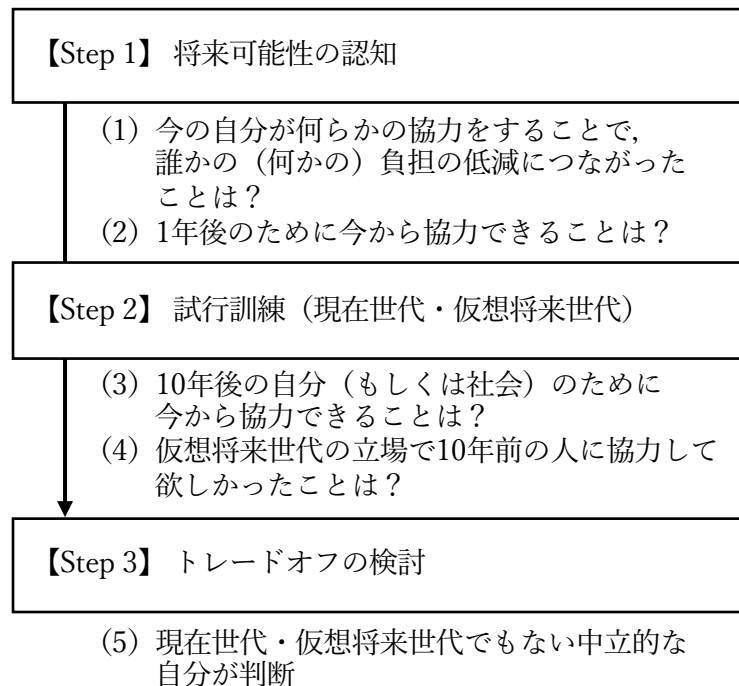 【Step 1】 将来可能性の認知
(1) 今の自分が何らかの協力をすることで，
誰かの（何かの）負担の低減につながった
ことは？
(2) 1年後のために今から協力できることは？
【Step 2】 試行訓練（現在世代・仮想将来世代）
(3) 10年後の自分（もしくは社会）のために
今から協力できることは？
(4) 仮想将来世代の立場で10年前の人に協力して
欲しかったことは？
【Step 3】 トレードオフの検討
(5) 現在世代・仮想将来世代でもない中立的な
自分が判断